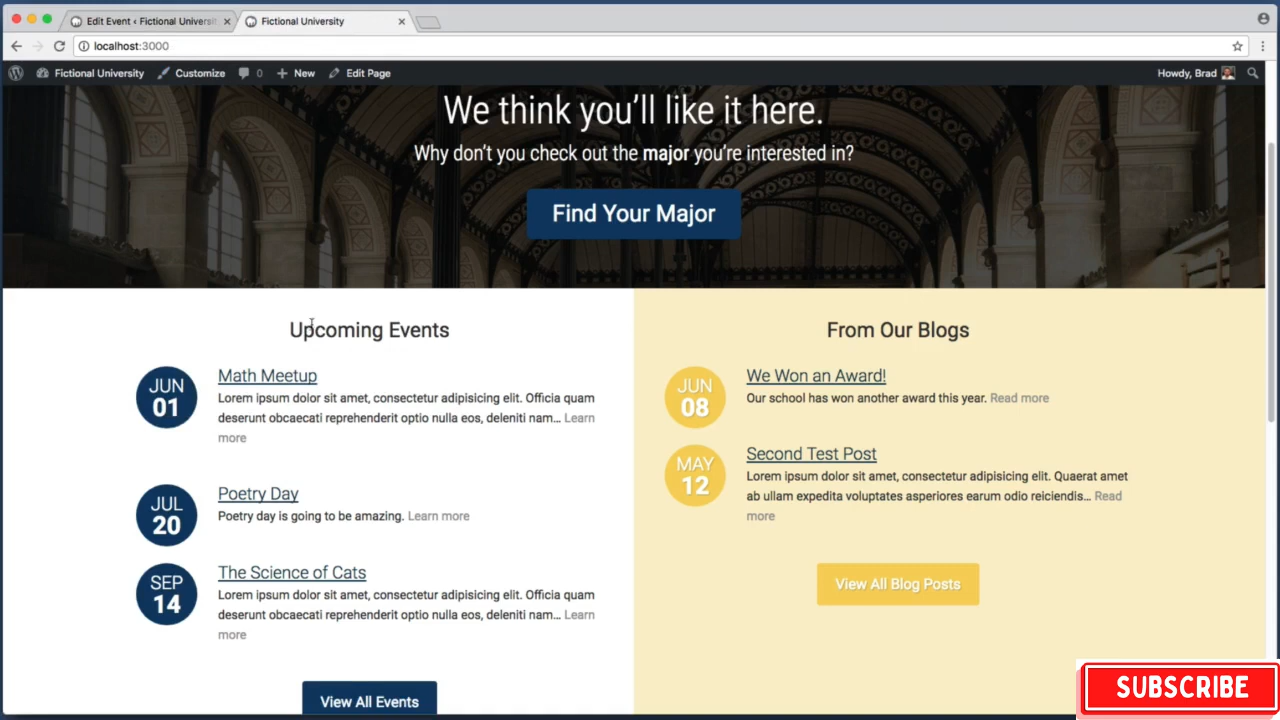 Edit Event ‹ Fictional Universit
Fictional University
localhost:3000
Fictional University
Customize
0
New
Edit Page
Howdy, Brad
We think you'll like it here.
Why don't you check out the major you're interested in?
Find Your Major
Upcoming Events
JUN
01
Math Meetup
Lorem ipsum dolor sit amet, consectetur adipisicing elit. Officia quam
deserunt obcaecati reprehenderit optio nulla eos, deleniti nam... Learn
more
JUL
20
Poetry Day
Poetry day is going to be amazing. Learn more
SEP
14
The Science of Cats
Lorem ipsum dolor sit amet, consectetur adipisicing elit. Officia quam
deserunt obcaecati reprehenderit optio nulla eos, deleniti nam... Learn
more
View All Events
From Our Blogs
JUN
08
We Won an Award!
Our school has won another award this year. Read more
MAY
12
Second Test Post
Lorem ipsum dolor sit amet, consectetur adipisicing elit. Quaerat amet
ab ullam expedita voluptates asperiores earum odio reiciendis... Read
more
View All Blog Posts
SUBSCRIBE